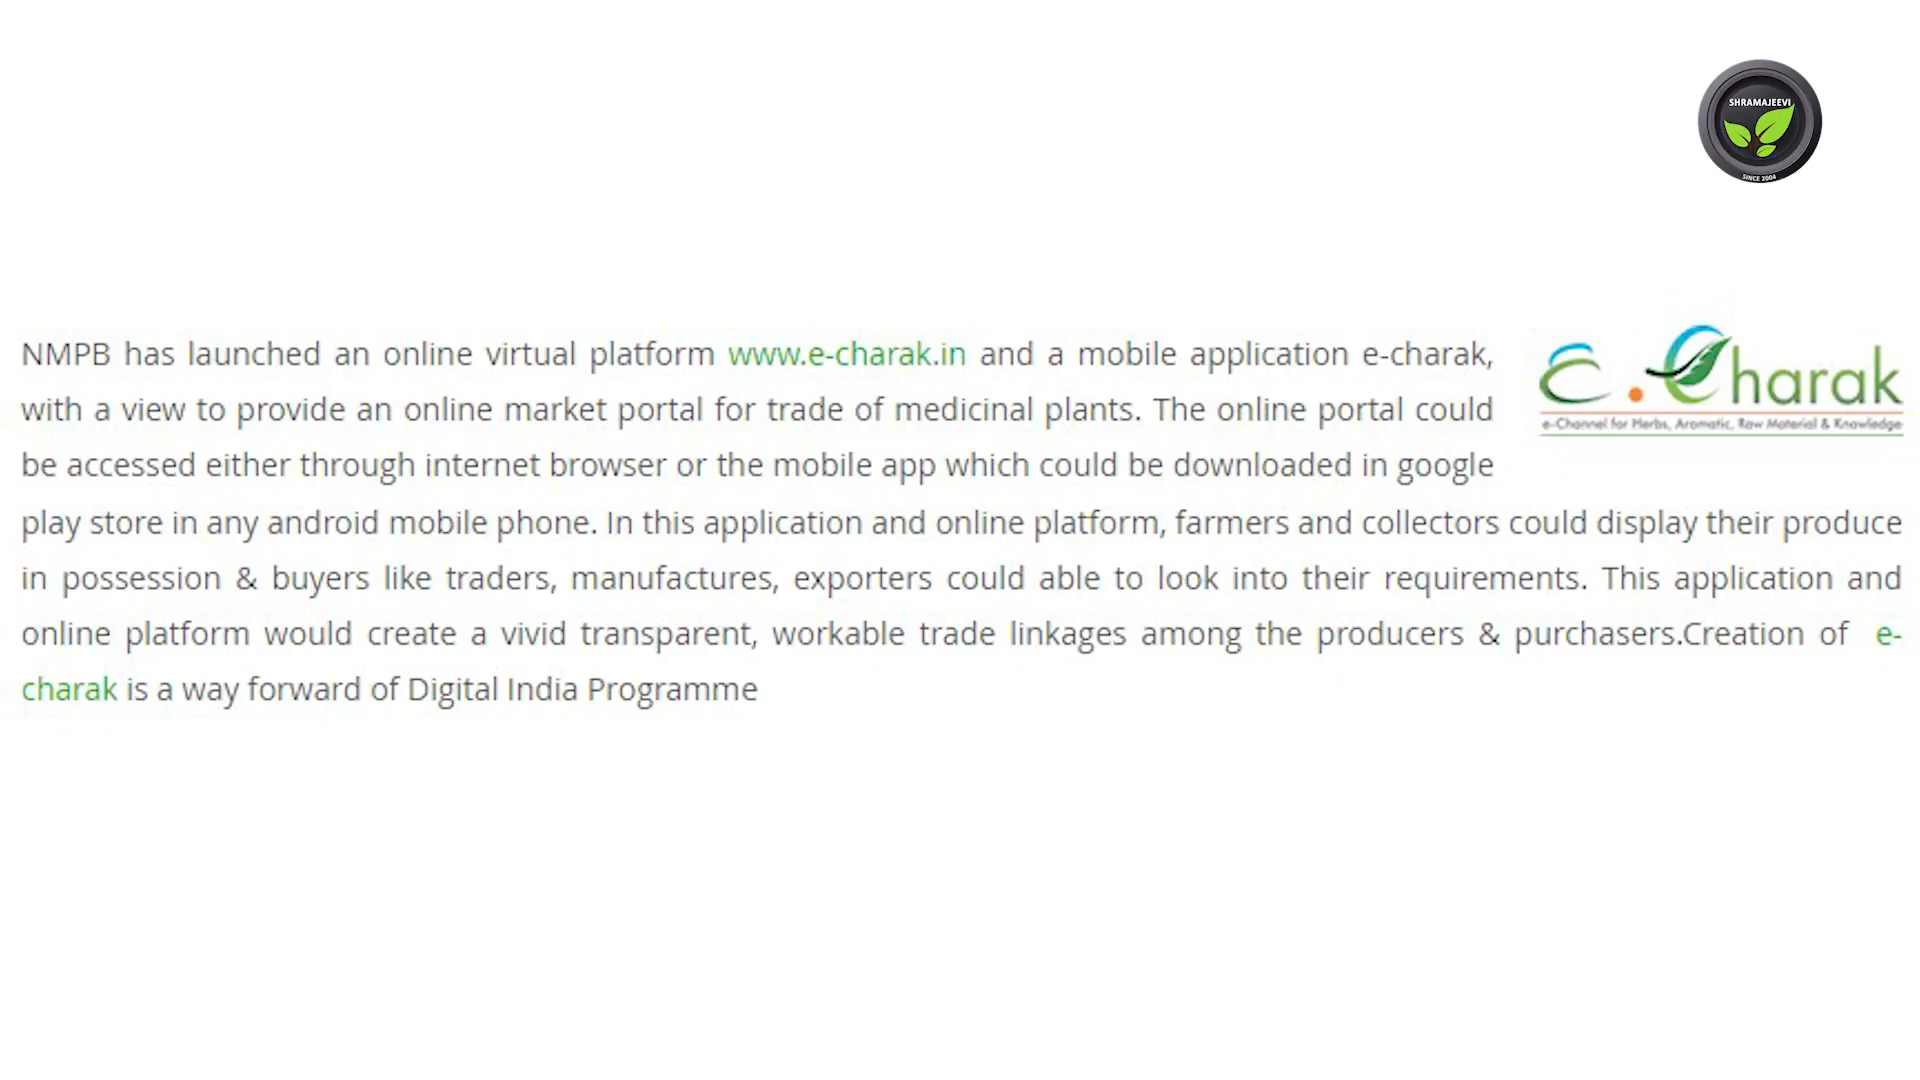 SHRAMAJEEVI
SINCE 2004
NMPB has launched an online virtual platform www.e-charak.in and a mobile application e-charak,
with a view to provide an online market portal for trade of medicinal plants. The online portal could
be accessed either through internet browser or the mobile app which could be downloaded in google
e.Charak
e-Channel for Herbs, Aromatic, Raw Material & Knowledge
play store in any android mobile phone. In this application and online platform, farmers and collectors could display their produce
in possession & buyers like traders, manufactures, exporters could able to look into their requirements. This application and
online platform would create a vivid transparent, workable trade linkages among the producers & purchasers.Creation of e-
charak is a way forward of Digital India Programme